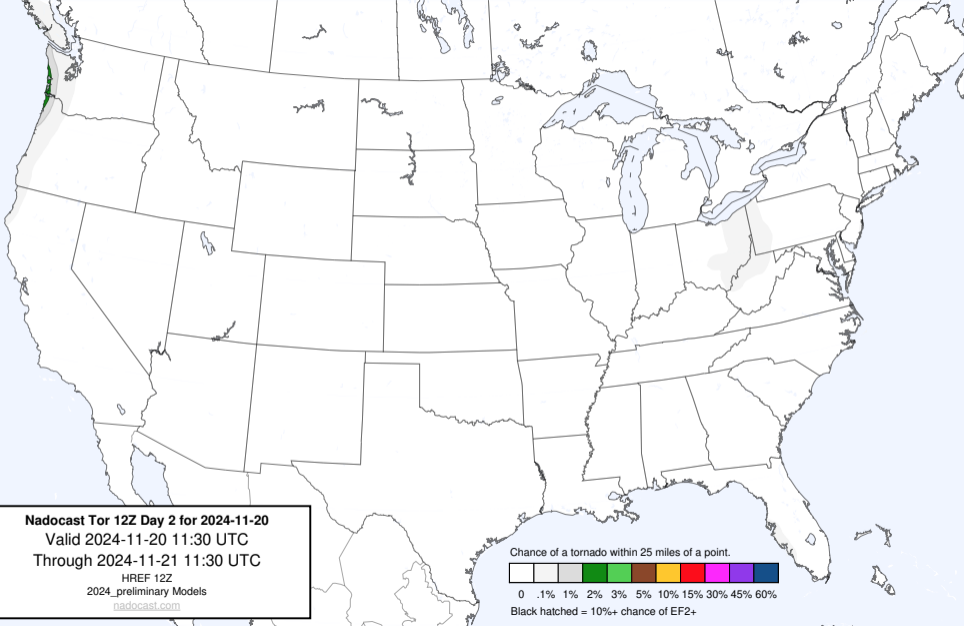 Nadocast Tor 12Z Day 2 for 2024-11-20
Valid 2024-11-20 11:30 UTC
Through 2024-11-21 11:30 UTC
HREF 12Z
2024_preliminary Models
nadocast.com
Chance of a tornado within 25 miles of a point.
0 .1% 1% 2% 3% 5% 10% 15% 30% 45% 60%
Black hatched = 10%+ chance of EF2+